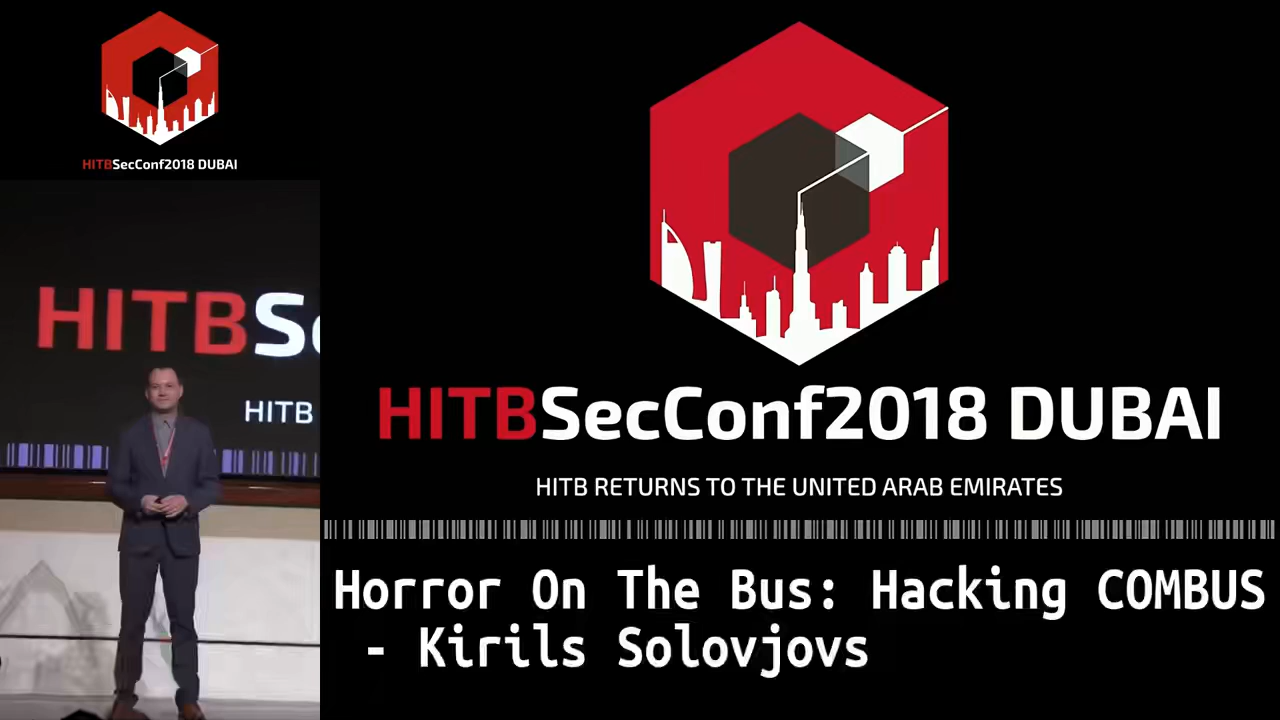 HITBSecConf2018 DUBAI
HITBS
HITB
HITBSecConf2018 DUBAI
HITB RETURNS TO THE UNITED ARAB EMIRATES
Horror On The Bus: Hacking COMBUS
- Kirils Solovjovs